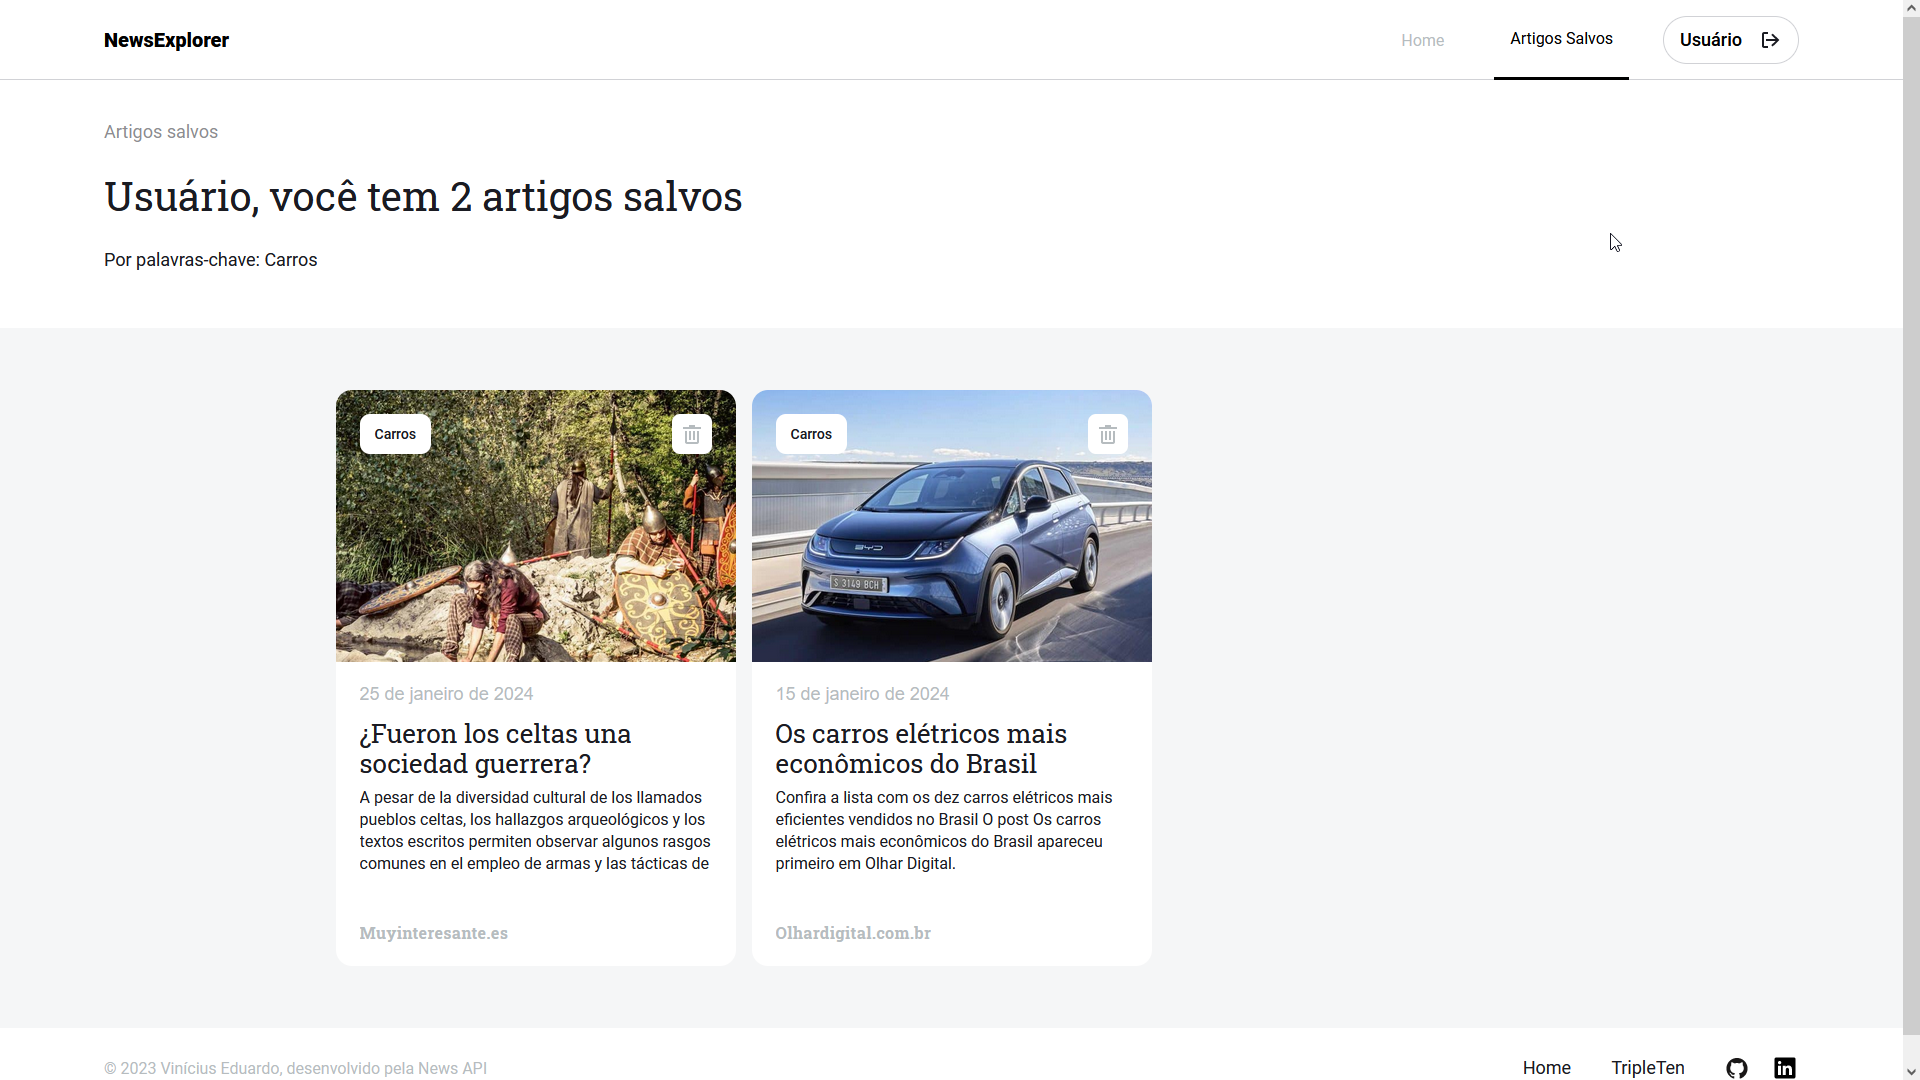 NewsExplorer
Home
Artigos Salvos
Usuário
Artigos salvos
Usuário, você tem 2 artigos salvos
Por palavras-chave: Carros
Carros
25 de janeiro de 2024
¿Fueron los celtas una
sociedad guerrera?
A pesar de la diversidad cultural de los llamados
pueblos celtas, los hallazgos arqueológicos y los
textos escritos permiten observar algunos rasgos
comunes en el empleo de armas y las tácticas de
Muyinteresante.es
Carros
BYD
S 3149 BCH
15 de janeiro de 2024
Os carros elétricos mais
econômicos do Brasil
Confira a lista com os dez carros elétricos mais
eficientes vendidos no Brasil O post Os carros
elétricos mais econômicos do Brasil apareceu
primeiro em Olhar Digital.
Olhardigital.com.br
© 2023 Vinícius Eduardo, desenvolvido pela News API
Home
TripleTen
in